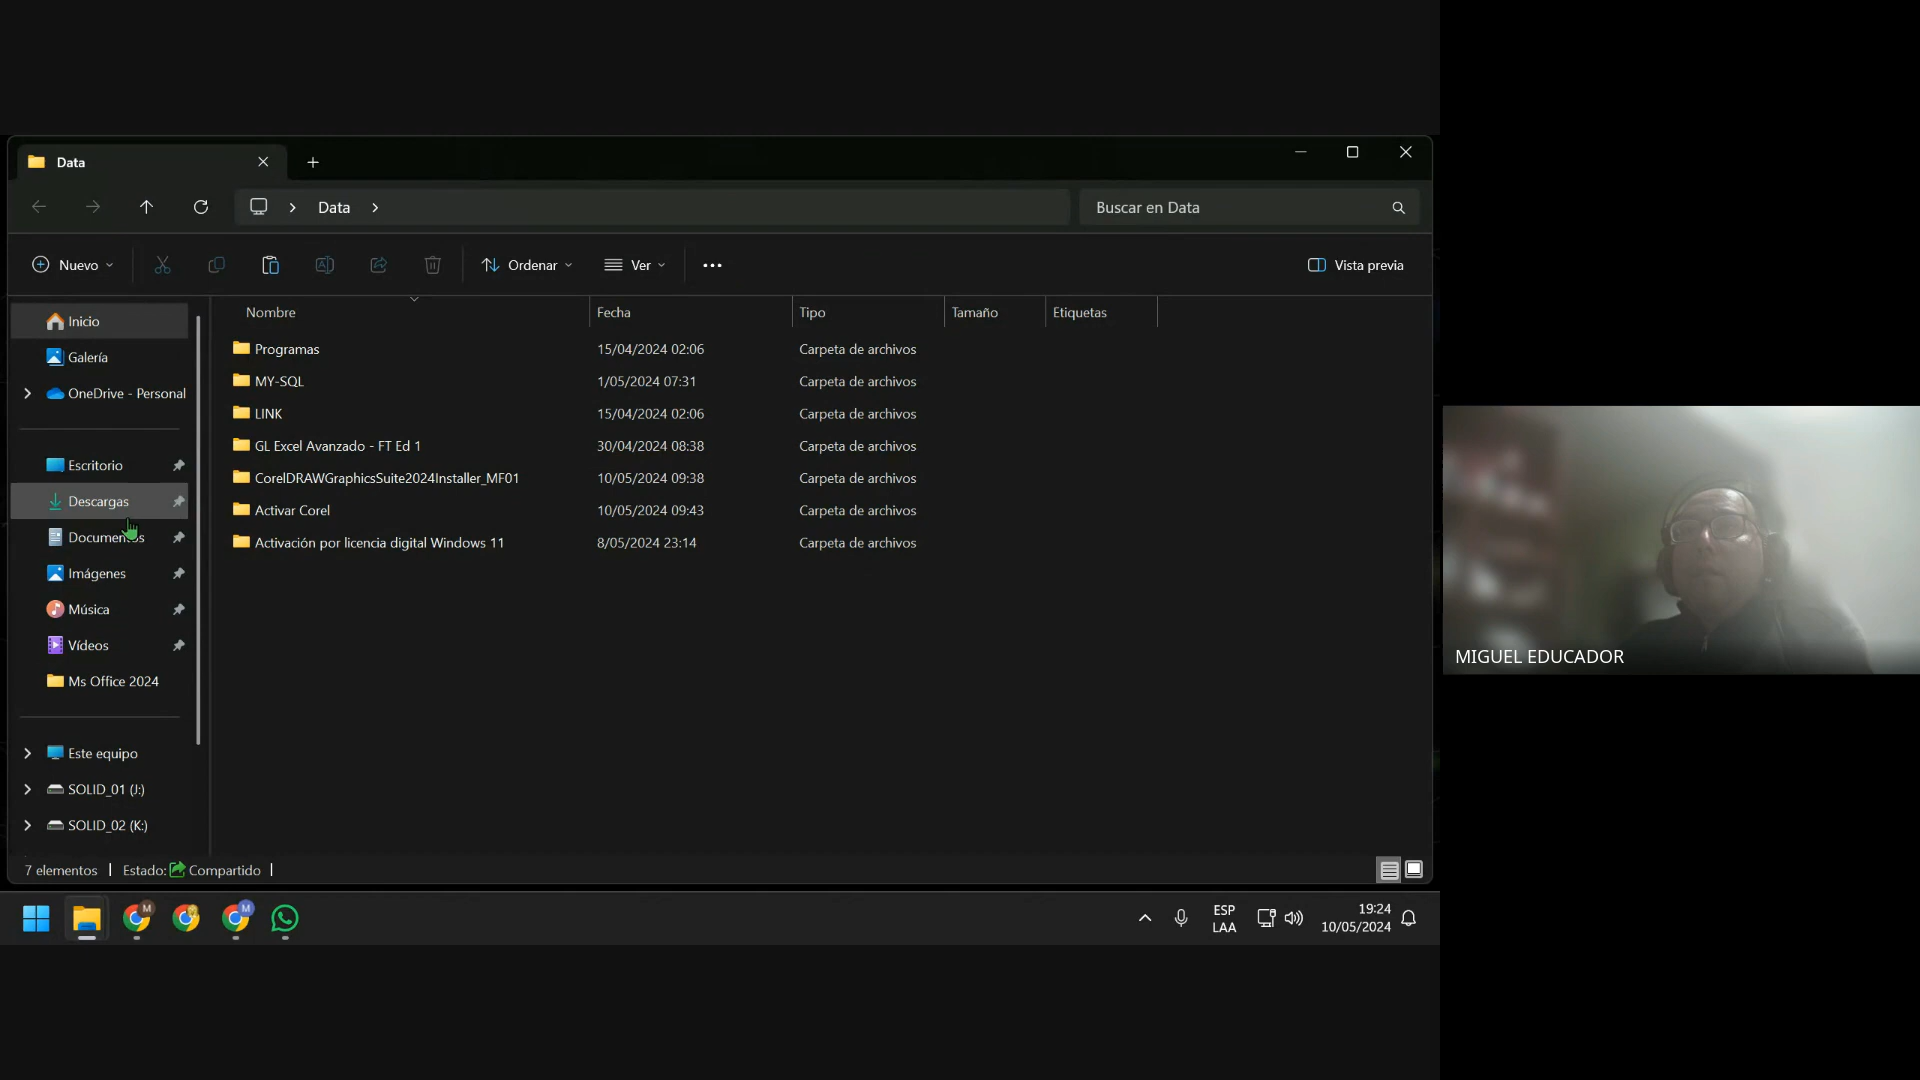 Data
Data
Buscar en Data
Nuevo
Ordenar
Ver
Vista previa
Inicio
Galería
OneDrive - Personal
Escritorio
Descargas
Documentos
Imágenes
Música
Vídeos
Ms Office 2024
Este equipo
SOLID_01 (J:)
SOLID_02 (K:)
Nombre Fecha Tipo Tamaño Etiquetas
Programas 15/04/2024 02:06 Carpeta de archivos
MY-SQL 1/05/2024 07:31 Carpeta de archivos
LINK 15/04/2024 02:06 Carpeta de archivos
GL Excel Avanzado - FT Ed 1 30/04/2024 08:38 Carpeta de archivos
CorelDRAWGraphicsSuite2024Installer_MF01 10/05/2024 09:38 Carpeta de archivos
Activar Corel 10/05/2024 09:43 Carpeta de archivos
Activación por licencia digital Windows 11 8/05/2024 23:14 Carpeta de archivos
7 elementos Estado: Compartido
M
M
ESP
LAA
19:24
10/05/2024
MIGUEL EDUCADOR